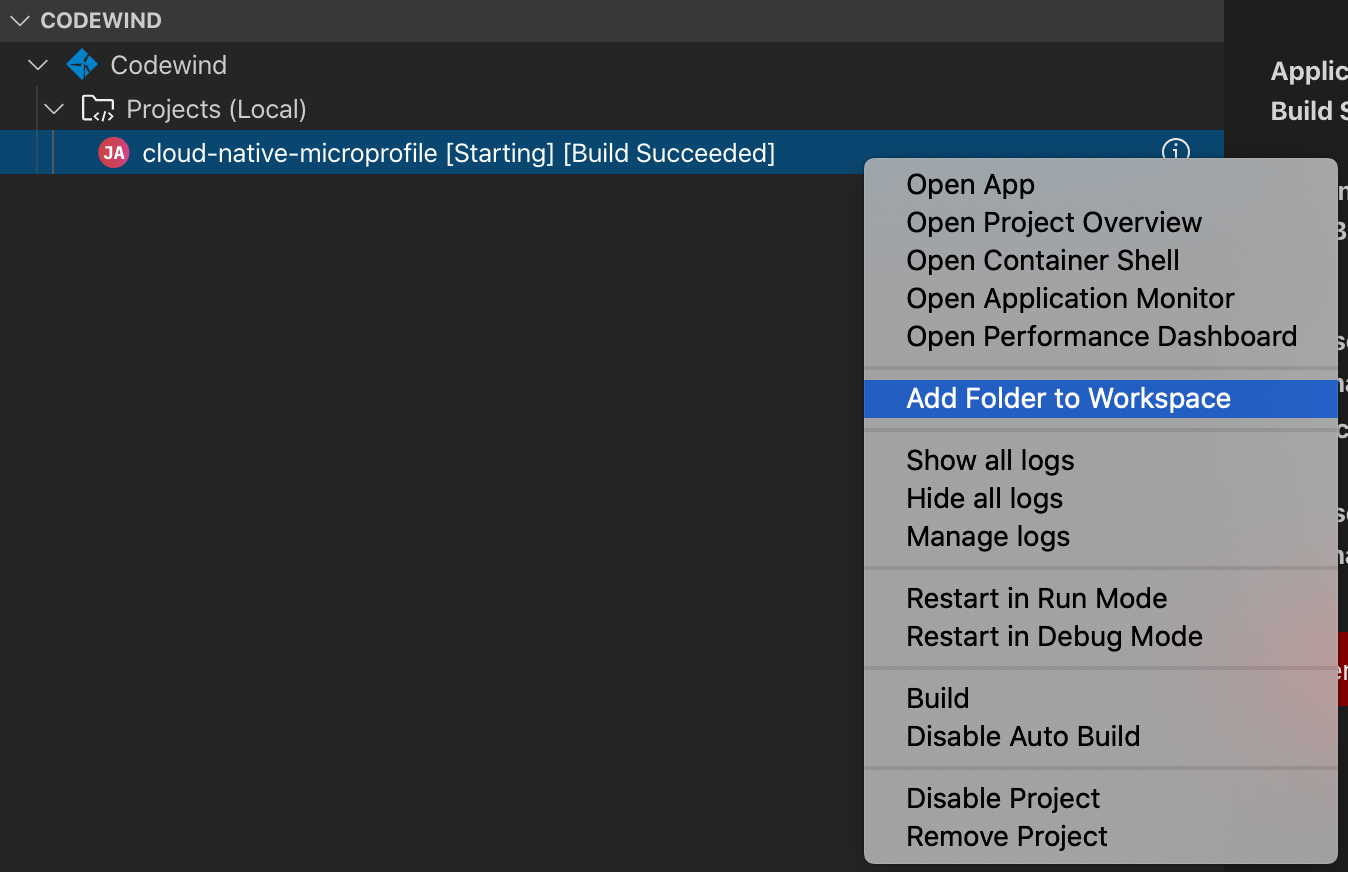 CODEWIND
Codewind
Projects (Local)
JA cloud-native-microprofile [Starting] [Build Succeeded]
Open App
Open Project Overview
Open Container Shell
Open Application Monitor
Open Performance Dashboard
Add Folder to Workspace
Show all logs
Hide all logs
Manage logs
Restart in Run Mode
Restart in Debug Mode
Build
Disable Auto Build
Disable Project
Remove Project
Applic
Build